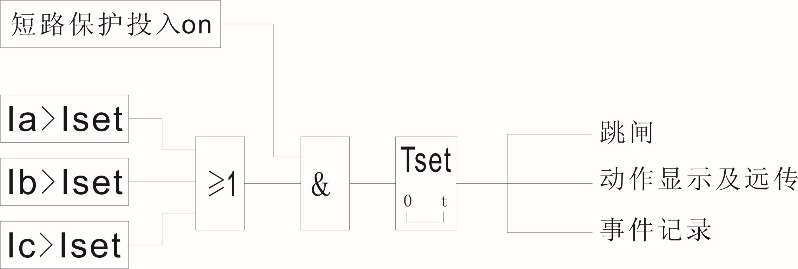 短路保护投入on
Ia>Iset
Ib>Iset
Ic>Iset
≥1
&
Tset
0 t
跳闸
动作显示及远传
事件记录